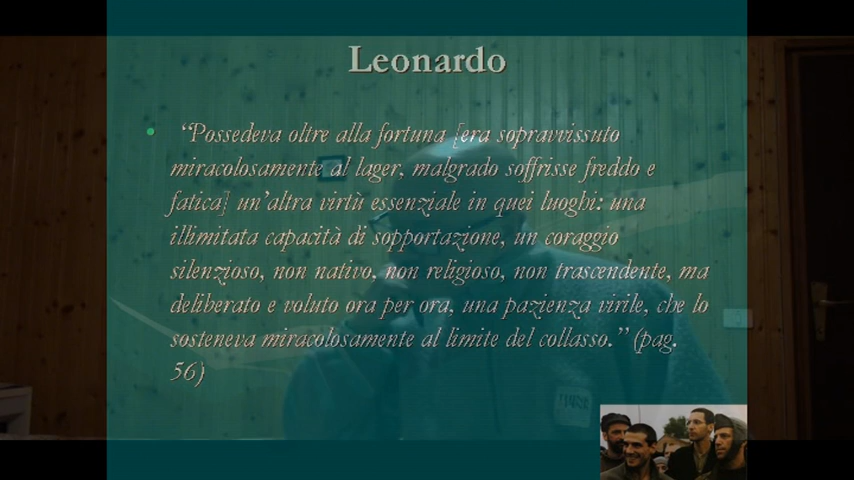 Leonardo
“Possedeva oltre alla fortuna [era sopravvissuto
miracolosamente al lager, malgrado soffrisse freddo e
fatica] un’altra virtù essenziale in quei luoghi: una
illimitata capacità di sopportazione, un coraggio
silenzioso, non nativo, non religioso, non trascendente, ma
deliberato e voluto ora per ora, una pazienza virile, che lo
sosteneva miracolosamente al limite del collasso.” (pag.
56)